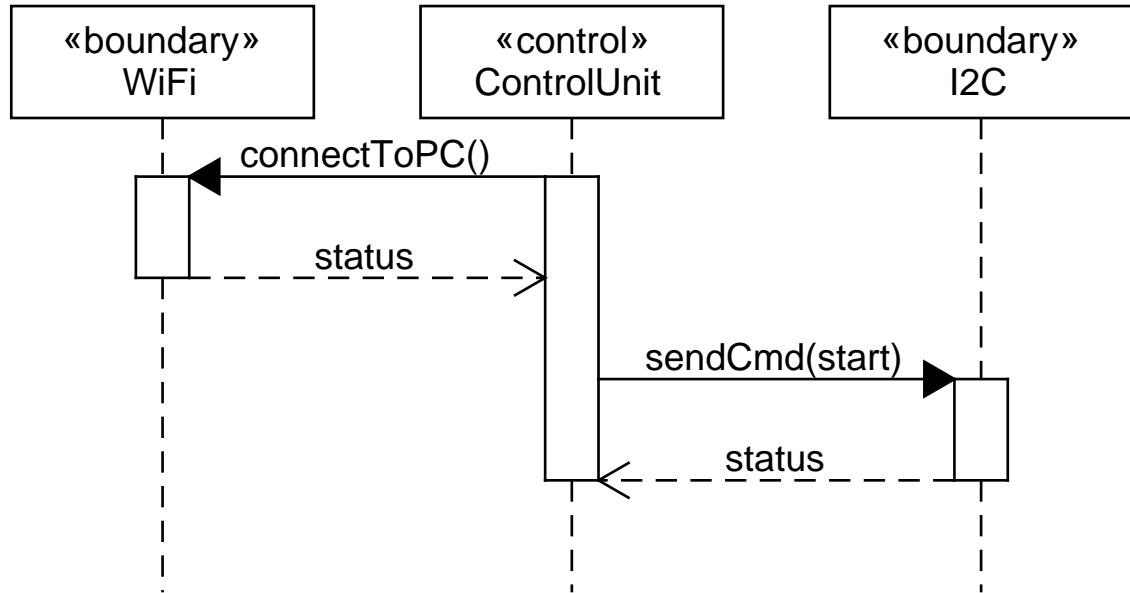 «boundary»
WiFi
«control»
ControlUnit
«boundary»
I2C
connectToPC()
status
sendCmd(start)
status